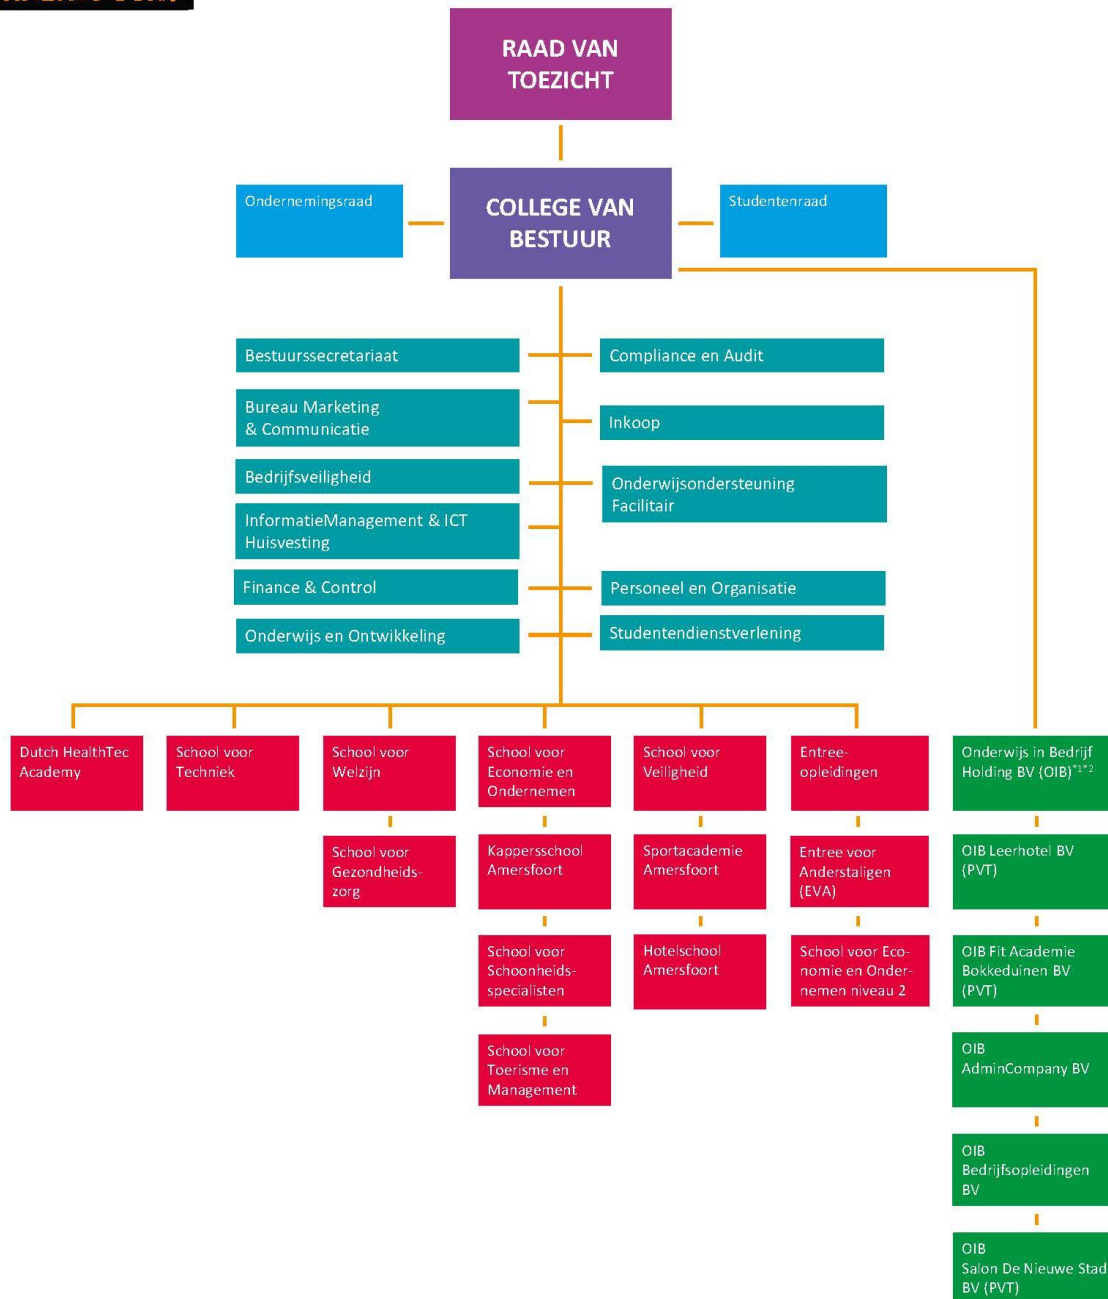 RAAD VAN
TOEZICHT
Ondernemingsraad
COLLEGE VAN
BESTUUR
Studentenraad
Bestuurssecretariaat
Compliance en Audit
Bureau Marketing
& Communicatie
Inkoop
Bedrijfsveiligheid
Onderwijsondersteuning
Facilitair
InformatieManagement & ICT
Huisvesting
Finance & Control
Personeel en Organisatie
Onderwijs en Ontwikkeling
Studentendienstverlening
Dutch HealthTec
Academy
School voor
Techniek
School voor
Welzijn
School voor
Economie en
Ondernemen
School voor
Veiligheid
Entree-
opleidingen
Onderwijs in Bedrijf
Holding BV (OIB)*1*2
School voor
Gezondheids-
zorg
Kappersschool
Amersfoort
Sportacademie
Amersfoort
Entree voor
Anderstaligen
(EVA)
OIB Leerhotel BV
(PVT)
School voor
Schoonheids-
specialisten
Hotelschool
Amersfoort
School voor Eco-
nomie en Onder-
nemen niveau 2
OIB Fit Academie
Bokkeduinen BV
(PVT)
School voor
Toerisme en
Management
OIB
AdminCompany BV
OIB
Bedrijfsopleidingen
BV
OIB
Salon De Nieuwe Stad
BV (PVT)